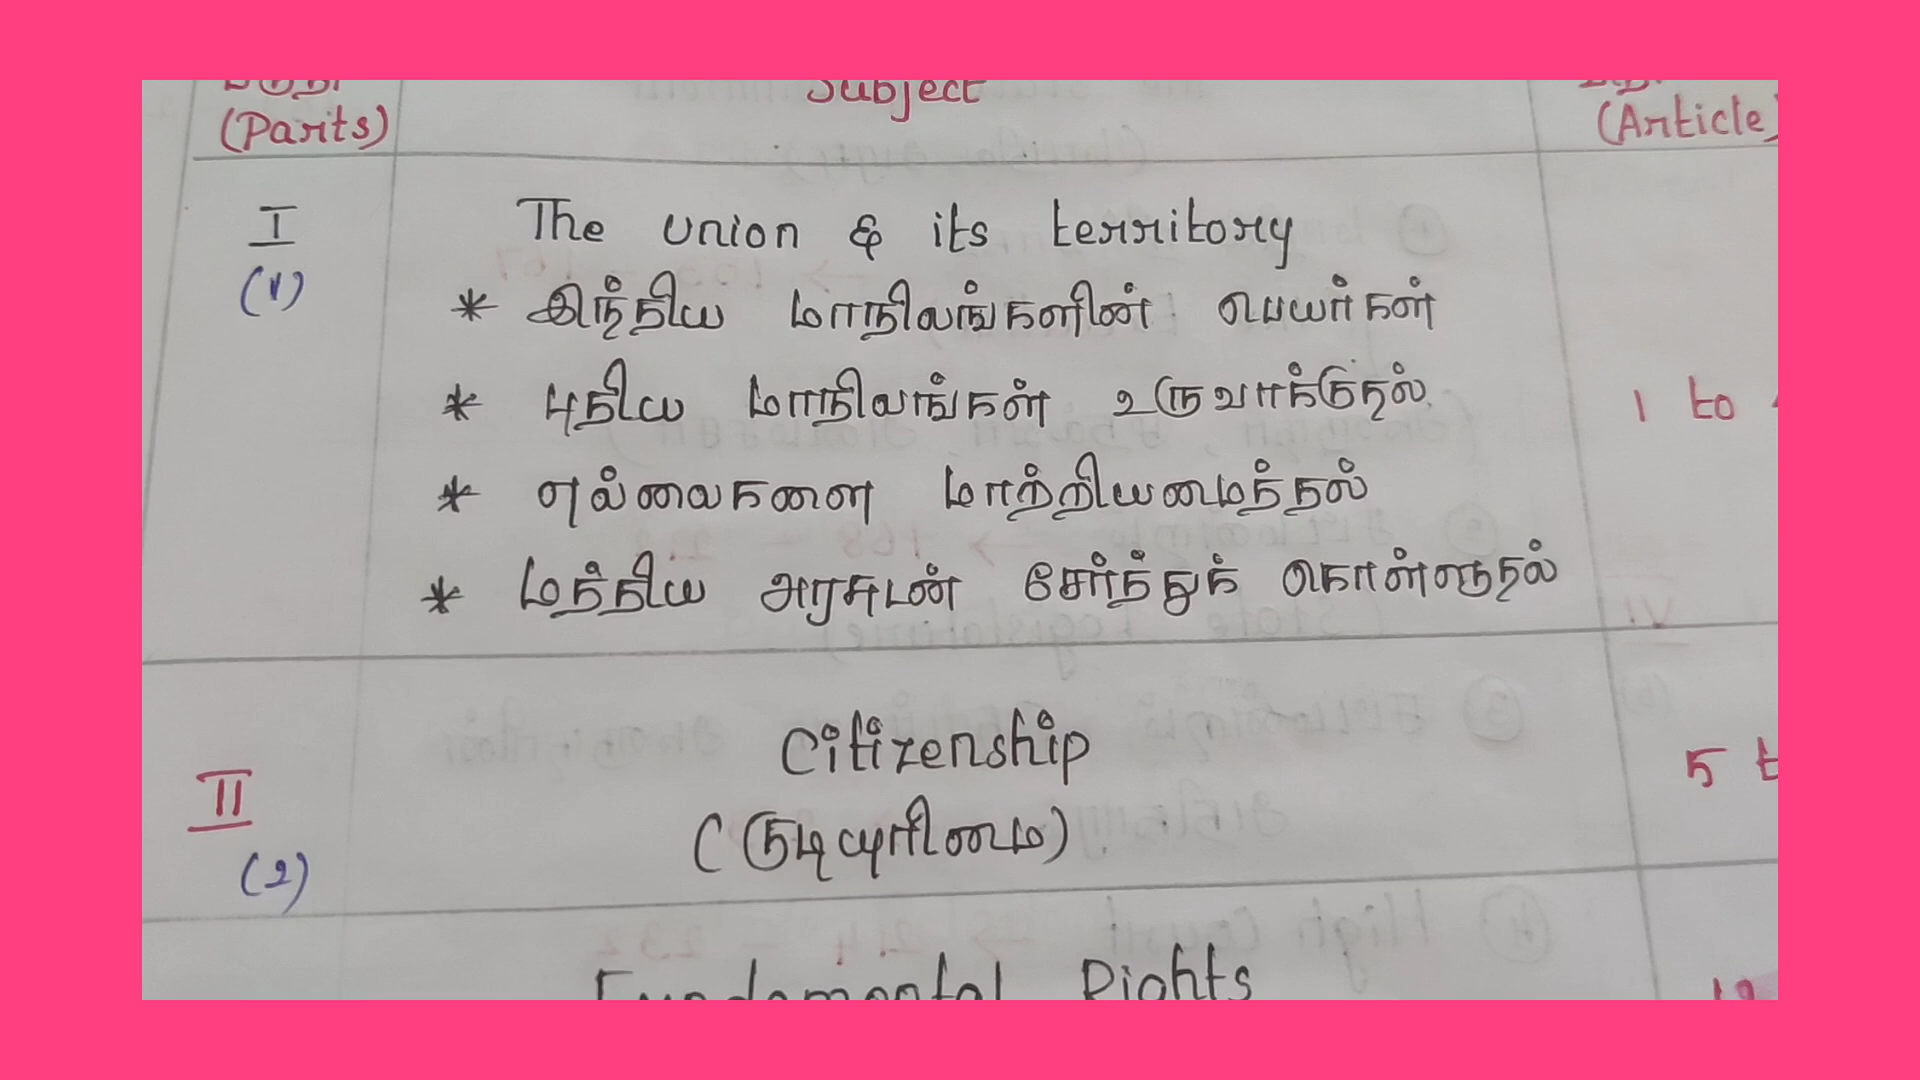 பகுதி Subject
(Parts) (Article)
I The union & its territory
(1)
* இந்திய மாநிலங்களின் பெயர்கள்
* புதிய மாநிலங்கள் உருவாக்குதல் 1 to
* எல்லைகளை மாற்றியமைத்தல்
* மத்திய அரசுடன் சேர்த்துக் கொள்ளுதல்
II Citizenship 5 t
(2) (குடியுரிமை)
Fundamental Rights